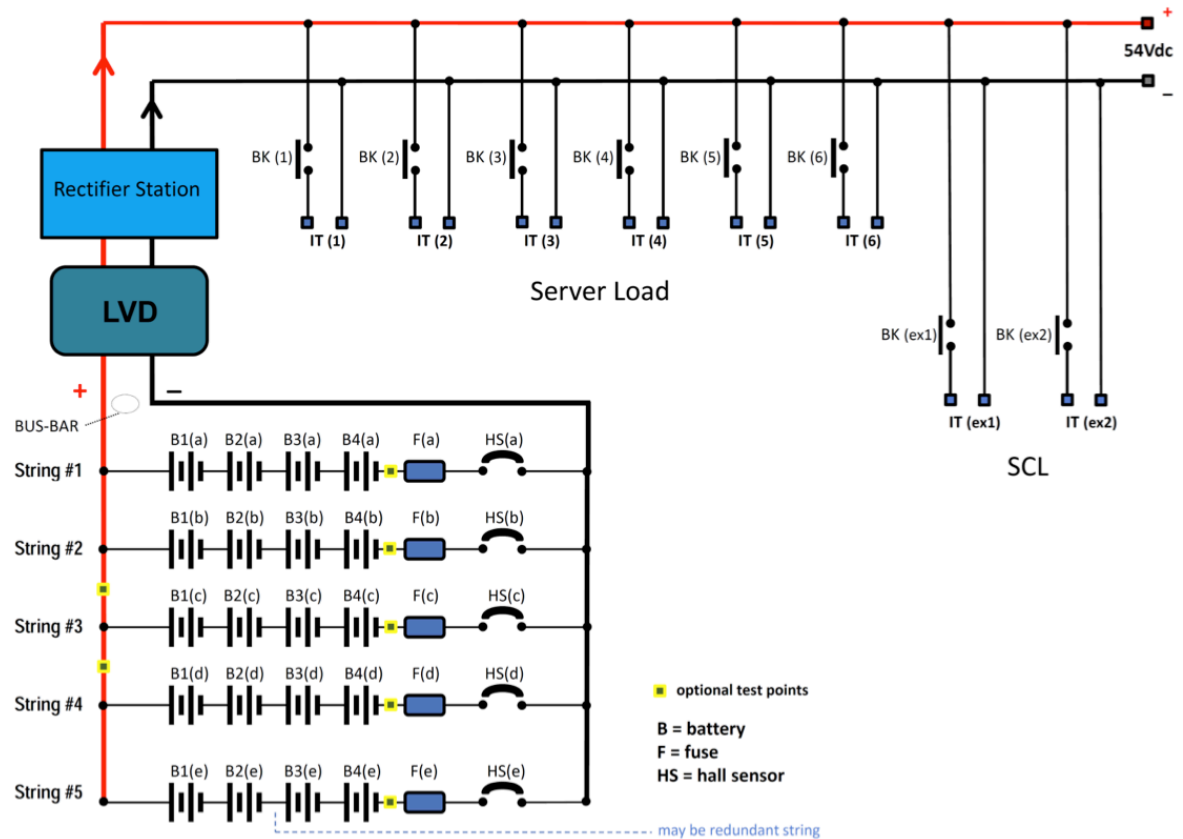 +
54Vdc
–
BK (1)
BK (2)
BK (3)
BK (4)
BK (5)
BK (6)
Rectifier Station
IT (1)
IT (2)
IT (3)
IT (4)
IT (5)
IT (6)
Server Load
LVD
BK (ex1)
BK (ex2)
+
–
BUS-BAR
IT (ex1)
IT (ex2)
SCL
String #1
B1(a)
B2(a)
B3(a)
B4(a)
F(a)
HS(a)
String #2
B1(b)
B2(b)
B3(b)
B4(b)
F(b)
HS(b)
String #3
B1(c)
B2(c)
B3(c)
B4(c)
F(c)
HS(c)
String #4
B1(d)
B2(d)
B3(d)
B4(d)
F(d)
HS(d)
String #5
B1(e)
B2(e)
B3(e)
B4(e)
F(e)
HS(e)
optional test points
B = battery
F = fuse
HS = hall sensor
may be redundant string